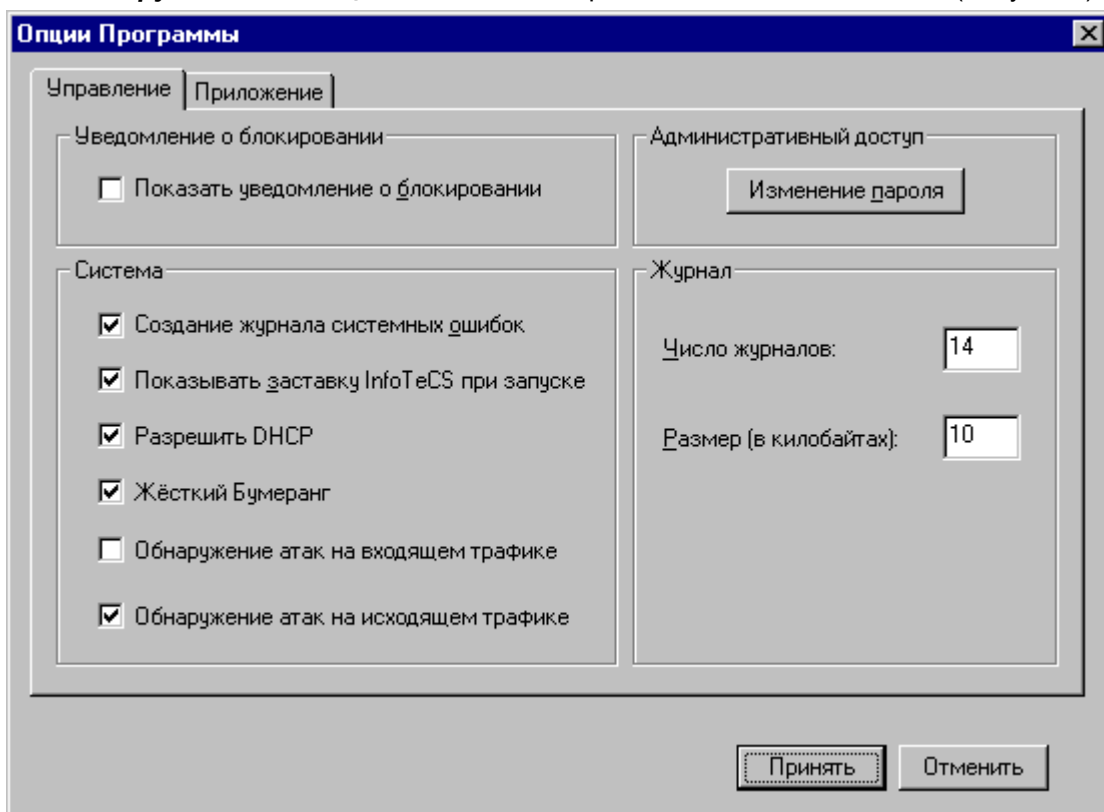 Опции Программы
Управление
Приложение
Уведомление о блокировании
Показать уведомление о блокировании
Административный доступ
Изменение пароля
Система
Создание журнала системных ошибок
Показывать заставку InfoTeCS при запуске
Разрешить DHCP
Жёсткий Бумеранг
Обнаружение атак на входящем трафике
Обнаружение атак на исходящем трафике
Журнал
Число журналов: 14
Размер (в килобайтах): 10
Принять
Отменить